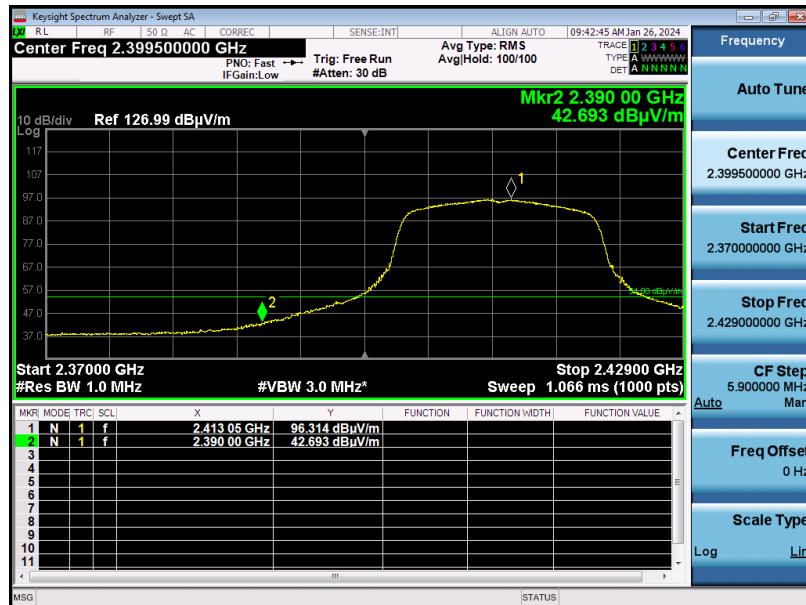 Keysight Spectrum Analyzer - Swept SA
LXI RL RF 50 Ω AC CORREC SENSE:INT ALIGN AUTO 09:42:45 AM Jan 26, 2024
Center Freq 2.399500000 GHz
PNO: Fast
IFGain:Low
Trig: Free Run
#Atten: 30 dB
Avg Type: RMS
Avg|Hold: 100/100
TRACE 1 2 3 4 5 6
TYPE A WWWWW
DET A N N N N N
Mkr2 2.390 00 GHz
42.693 dBµV/m
10 dB/div Ref 126.99 dBµV/m
Log
117
107
97.0
87.0
77.0
67.0
57.0
47.0
37.0
1
2
Start 2.37000 GHz Stop 2.42900 GHz
#Res BW 1.0 MHz #VBW 3.0 MHz* Sweep 1.066 ms (1000 pts)
MKR MODE TRC SCL X Y FUNCTION FUNCTION WIDTH FUNCTION VALUE
1 N 1 f 2.413 05 GHz 96.314 dBµV/m
2 N 1 f 2.390 00 GHz 42.693 dBµV/m
3
4
5
6
7
8
9
10
11
MSG STATUS
Frequency
Auto Tune
Center Freq
2.399500000 GHz
Start Freq
2.370000000 GHz
Stop Freq
2.429000000 GHz
CF Step
5.900000 MHz
Auto Man
Freq Offset
0 Hz
Scale Type
Log Lin